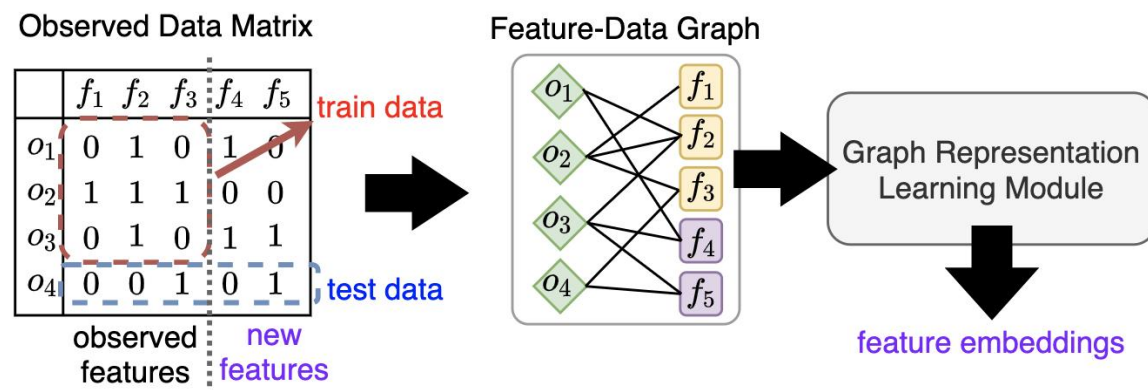 Observed Data Matrix
f1 f2 f3 f4 f5
o1 0 1 0 1 0
o2 1 1 1 0 0
o3 0 1 0 1 1
o4 0 0 1 0 1
train data
test data
observed
features
new
features
Feature-Data Graph
o1
o2
o3
o4
f1
f2
f3
f4
f5
Graph Representation
Learning Module
feature embeddings